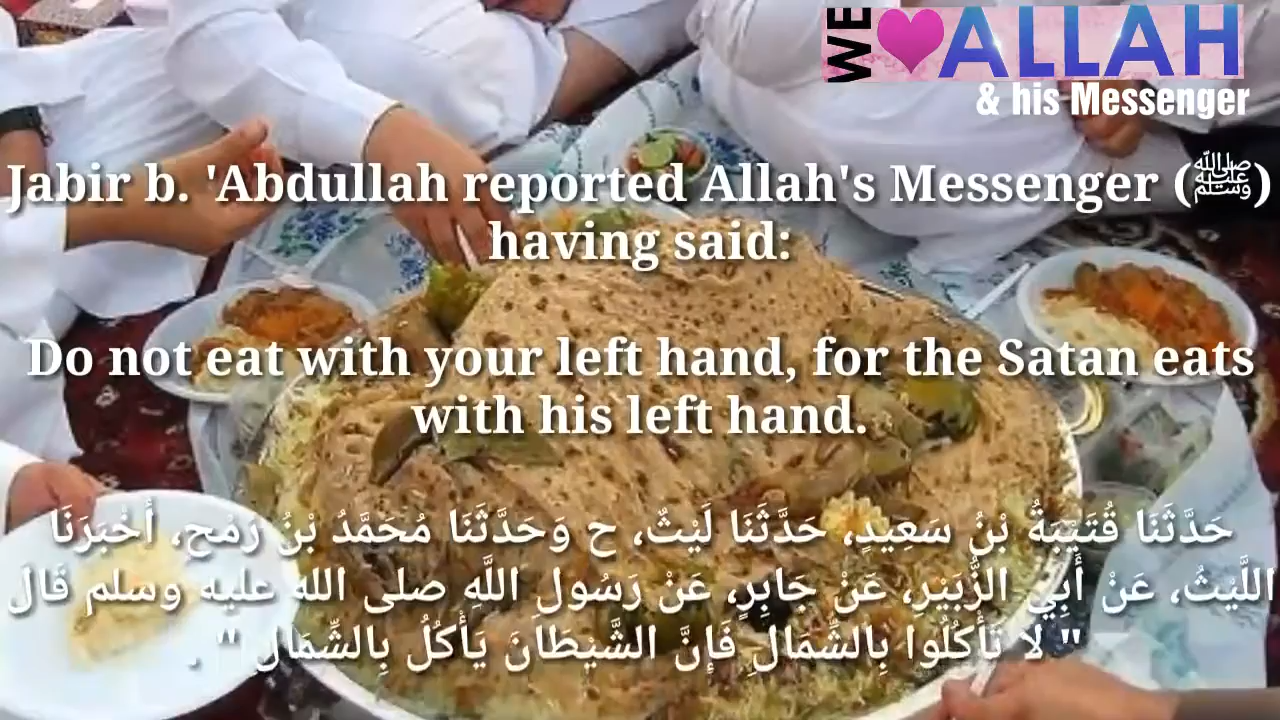 WE ALLAH
& his Messenger
Jabir b. 'Abdullah reported Allah's Messenger (ﷺ)
having said:
Do not eat with your left hand, for the Satan eats
with his left hand.
حَدَّثَنَا قُتَيْبَةُ بْنُ سَعِيدٍ، حَدَّثَنَا لَيْثٌ، ح وَحَدَّثَنَا مُحَمَّدُ بْنُ رَمْحٍ، أَخْبَرَنَا
اللَّيْثُ، عَنْ أَبِي الزُّبَيْرِ، عَنْ جَابِرٍ، عَنْ رَسُولِ اللَّهِ صلى الله عليه وسلم قَالَ
" لاَ تَأْكُلُوا بِالشِّمَالِ فَإِنَّ الشَّيْطَانَ يَأْكُلُ بِالشِّمَالِ " .